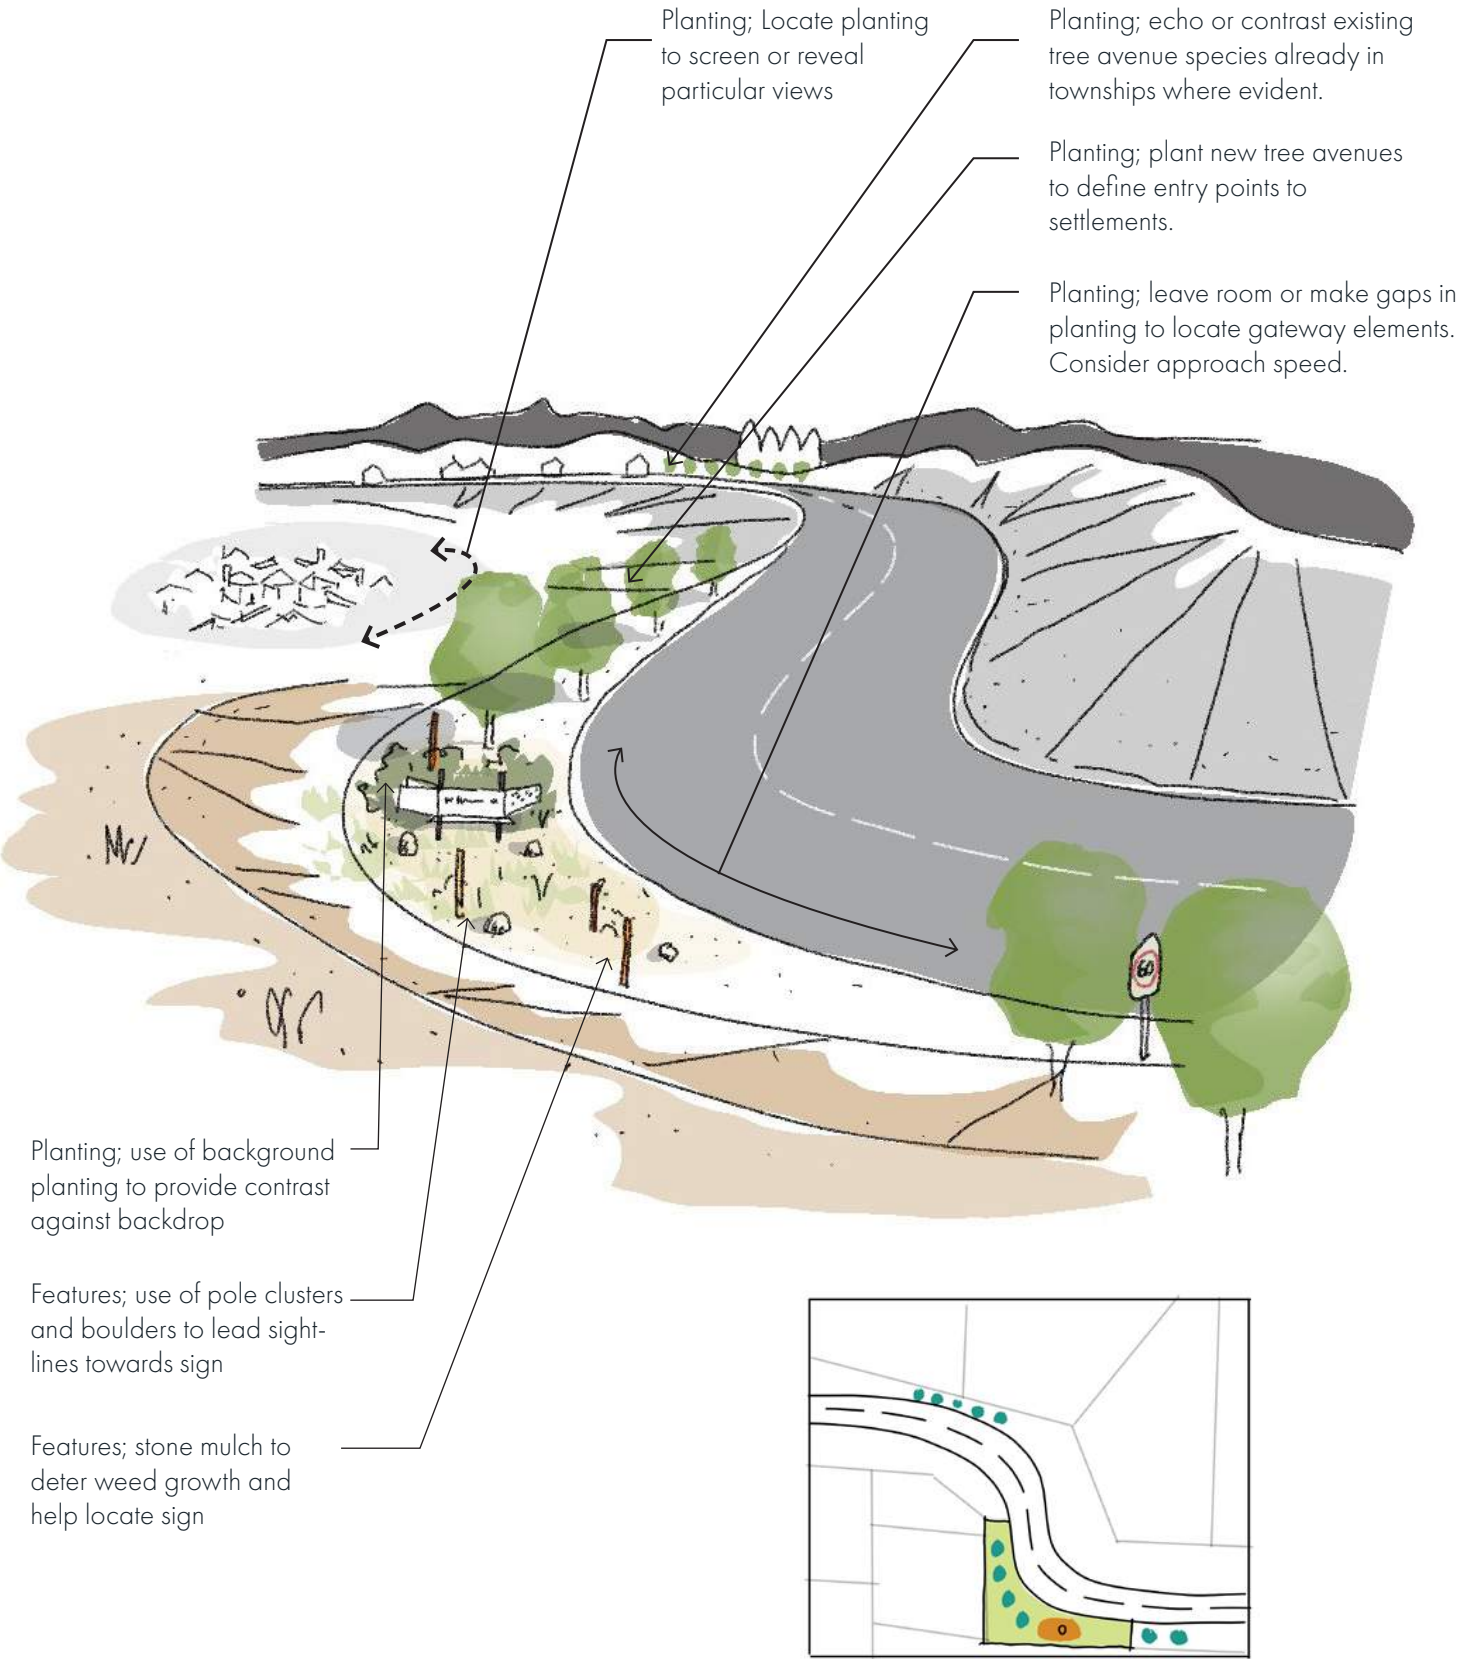 Planting; Locate planting
to screen or reveal
particular views
Planting; echo or contrast existing
tree avenue species already in
townships where evident.
Planting; plant new tree avenues
to define entry points to
settlements.
Planting; leave room or make gaps in
planting to locate gateway elements.
Consider approach speed.
60
Planting; use of background
planting to provide contrast
against backdrop
Features; use of pole clusters
and boulders to lead sight-
lines towards sign
Features; stone mulch to
deter weed growth and
help locate sign